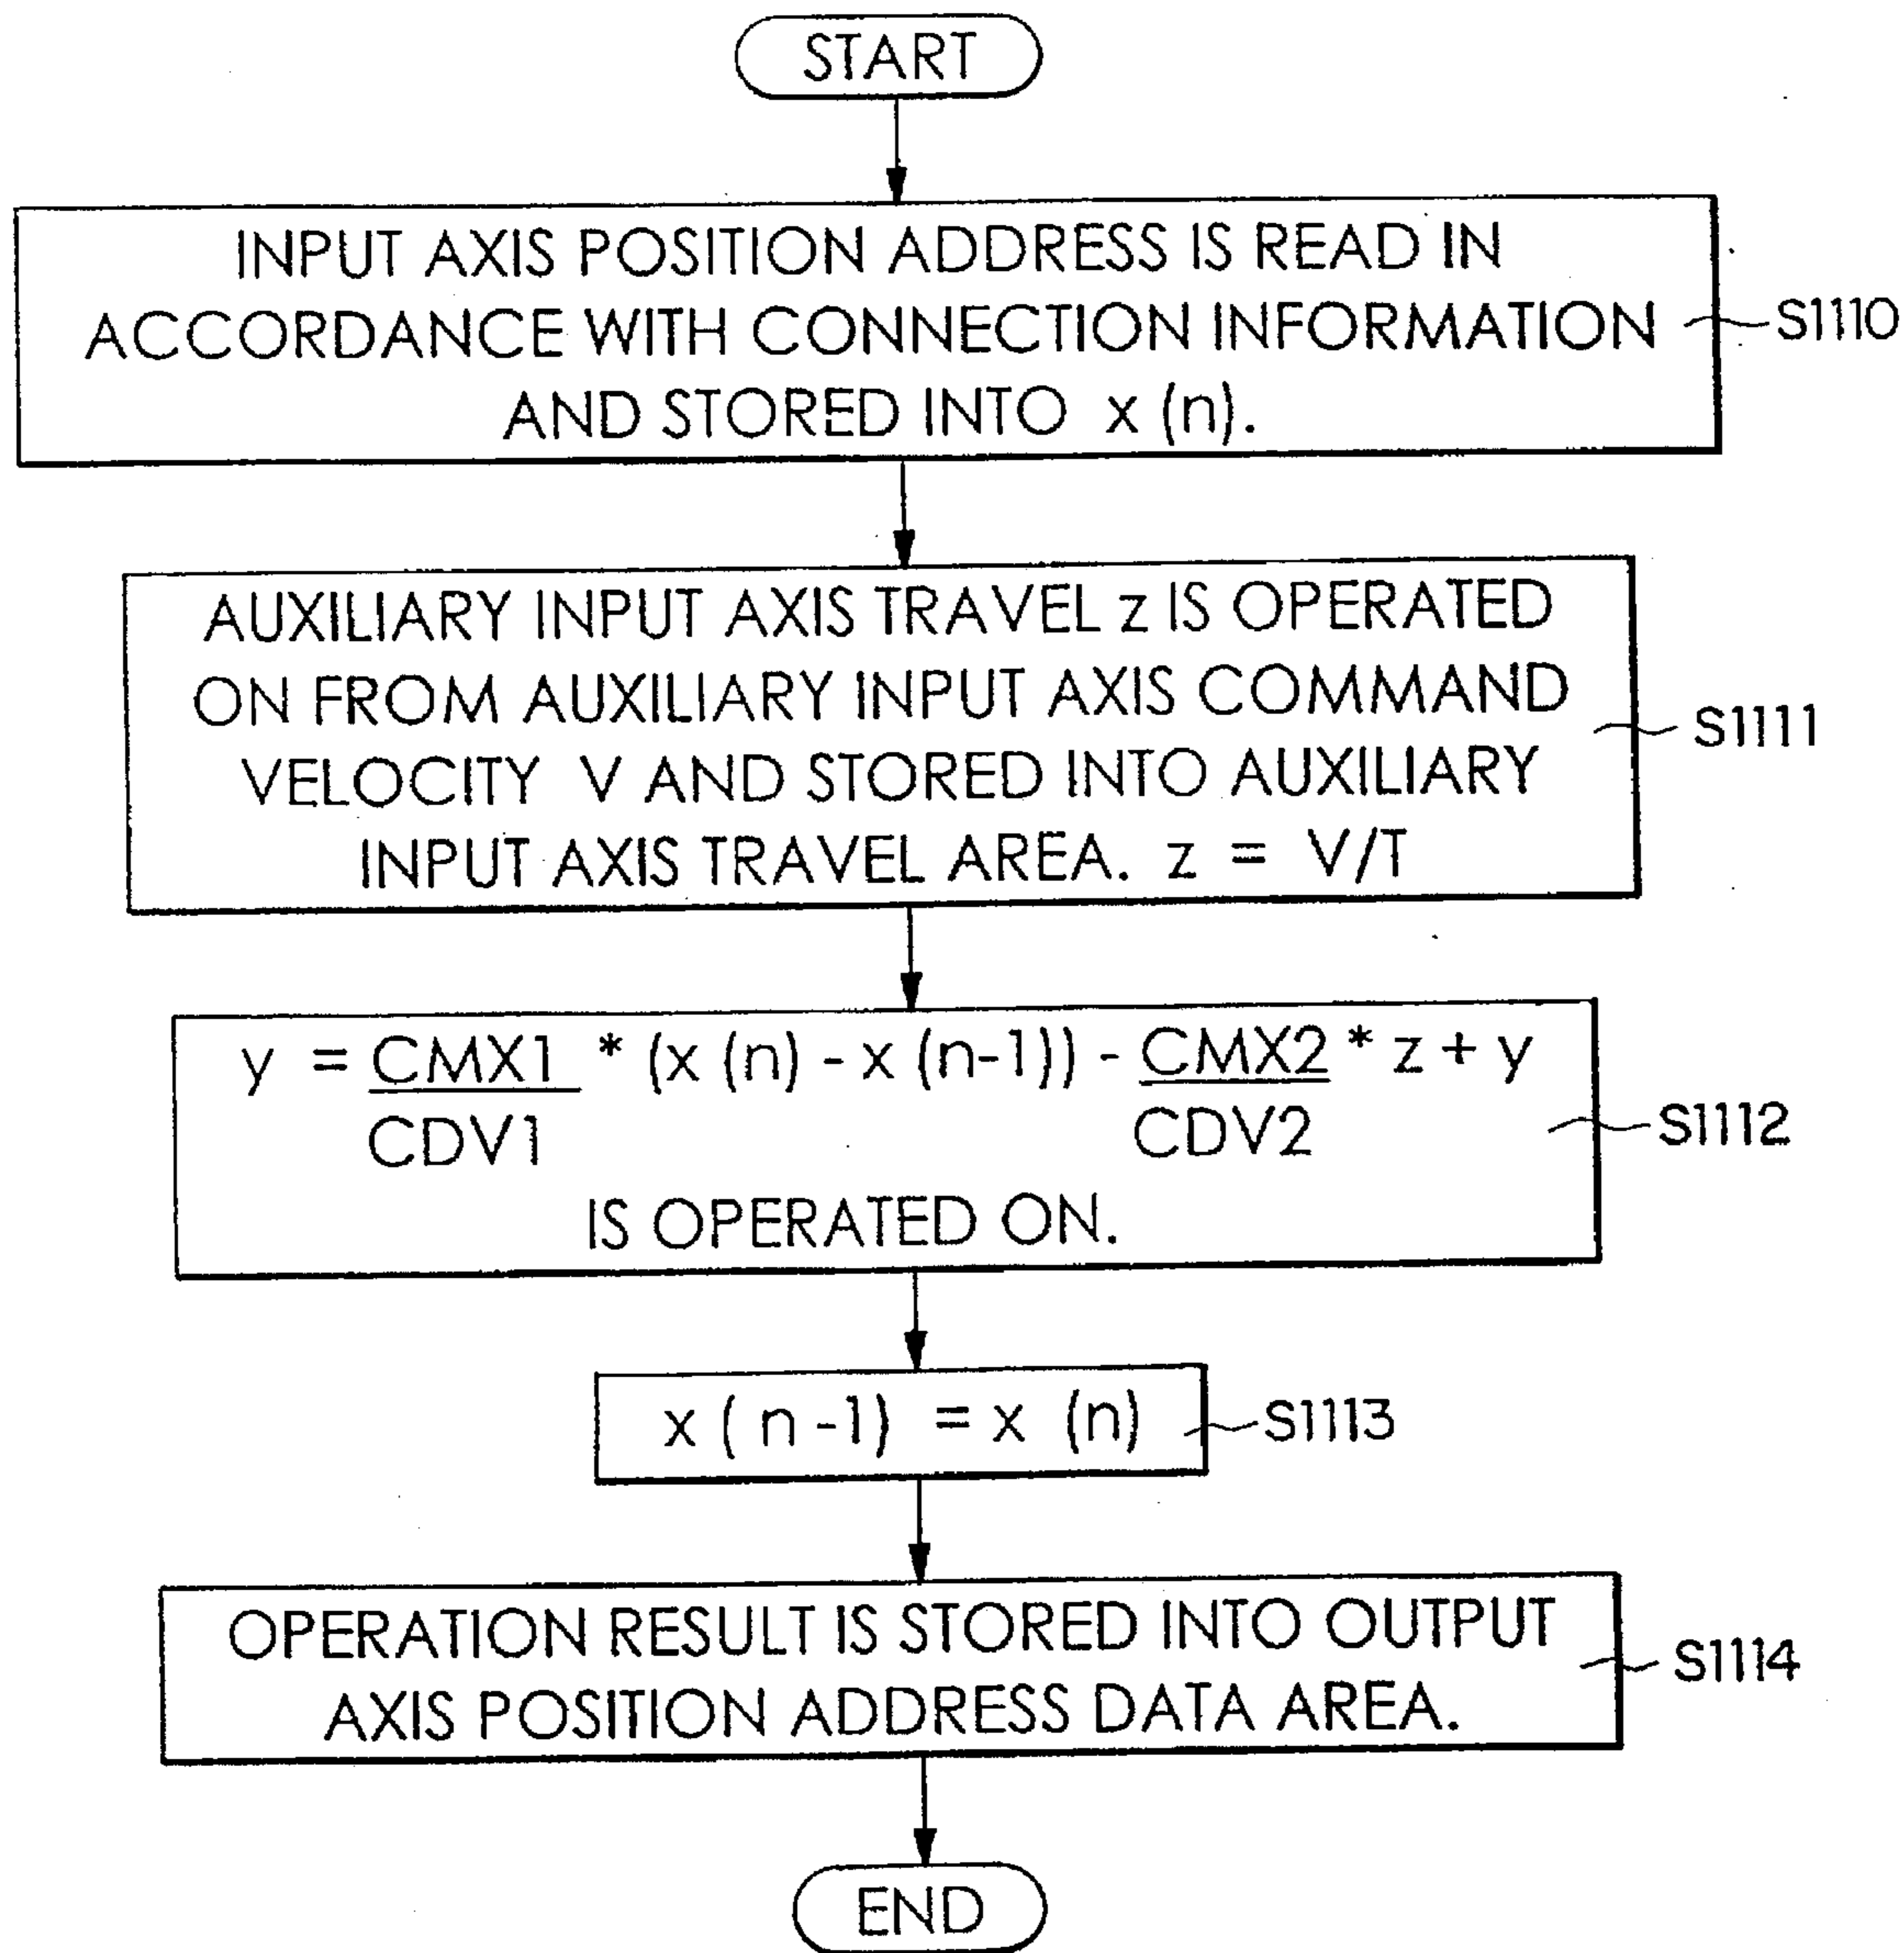 START
INPUT AXIS POSITION ADDRESS IS READ IN
ACCORDANCE WITH CONNECTION INFORMATION
AND STORED INTO x (n).
S1110
AUXILIARY INPUT AXIS TRAVEL z IS OPERATED
ON FROM AUXILIARY INPUT AXIS COMMAND
VELOCITY V AND STORED INTO AUXILIARY
INPUT AXIS TRAVEL AREA. z = V/T
S1111
y = CMX1 * (x (n) - x (n-1)) - CMX2 * z + y
CDV1 CDV2
IS OPERATED ON.
S1112
x (n-1) = x (n)
S1113
OPERATION RESULT IS STORED INTO OUTPUT
AXIS POSITION ADDRESS DATA AREA.
S1114
END